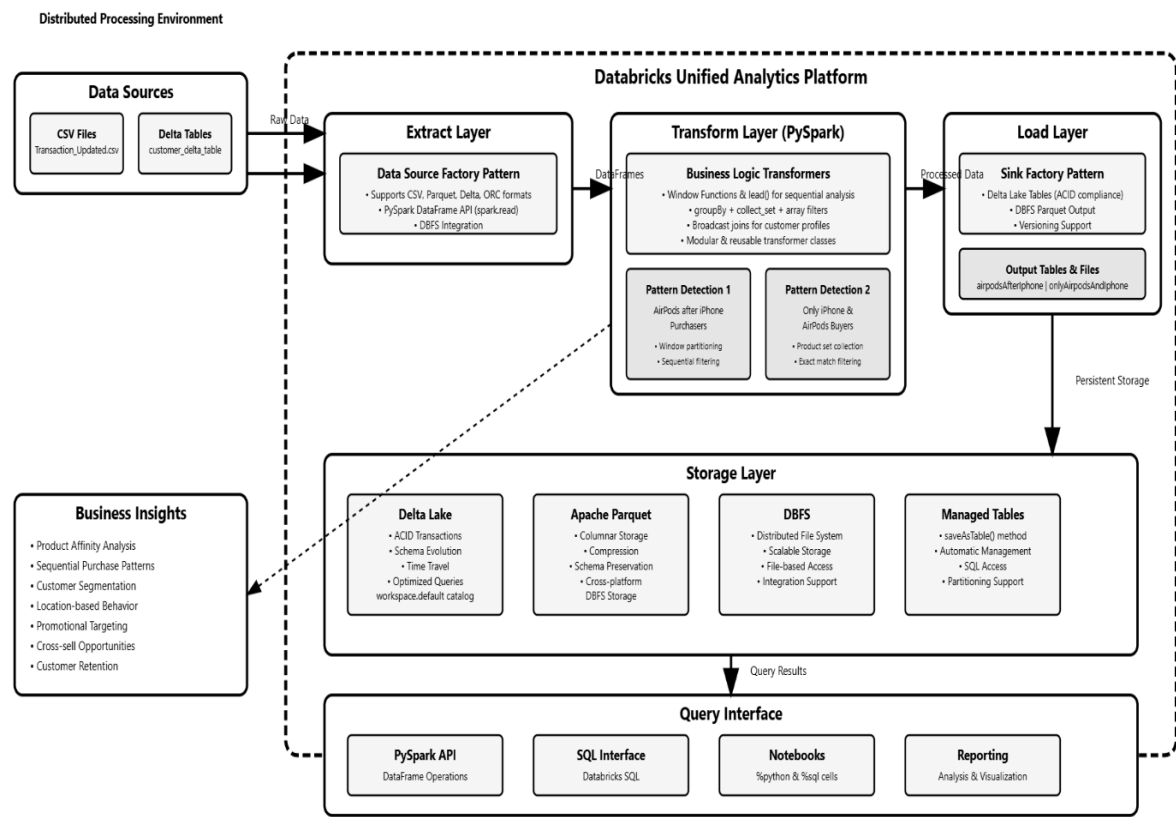 Distributed Processing Environment
Databricks Unified Analytics Platform
Data Sources
CSV Files
Transaction_Updated.csv
Delta Tables
customer_delta_table
Raw Data
Extract Layer
Data Source Factory Pattern
• Supports CSV, Parquet, Delta, ORC formats
• PySpark DataFrame API (spark.read)
• DBFS Integration
DataFrames
Transform Layer (PySpark)
Business Logic Transformers
• Window Functions & lead() for sequential analysis
• groupBy + collect_set + array filters
• Broadcast joins for customer profiles
• Modular & reusable transformer classes
Pattern Detection 1
AirPods after iPhone
Purchasers
• Window partitioning
• Sequential filtering
Pattern Detection 2
Only iPhone &
AirPods Buyers
• Product set collection
• Exact match filtering
Processed Data
Load Layer
Sink Factory Pattern
• Delta Lake Tables (ACID compliance)
• DBFS Parquet Output
• Versioning Support
Output Tables & Files
airpodsAfterIphone | onlyAirpodsAndIphone
Persistent Storage
Storage Layer
Delta Lake
• ACID Transactions
• Schema Evolution
• Time Travel
• Optimized Queries
workspace.default catalog
Apache Parquet
• Columnar Storage
• Compression
• Schema Preservation
• Cross-platform
DBFS Storage
DBFS
• Distributed File System
• Scalable Storage
• File-based Access
• Integration Support
Managed Tables
• saveAsTable() method
• Automatic Management
• SQL Access
• Partitioning Support
Business Insights
• Product Affinity Analysis
• Sequential Purchase Patterns
• Customer Segmentation
• Location-based Behavior
• Promotional Targeting
• Cross-sell Opportunities
• Customer Retention
Query Results
Query Interface
PySpark API
DataFrame Operations
SQL Interface
Databricks SQL
Notebooks
%python & %sql cells
Reporting
Analysis & Visualization